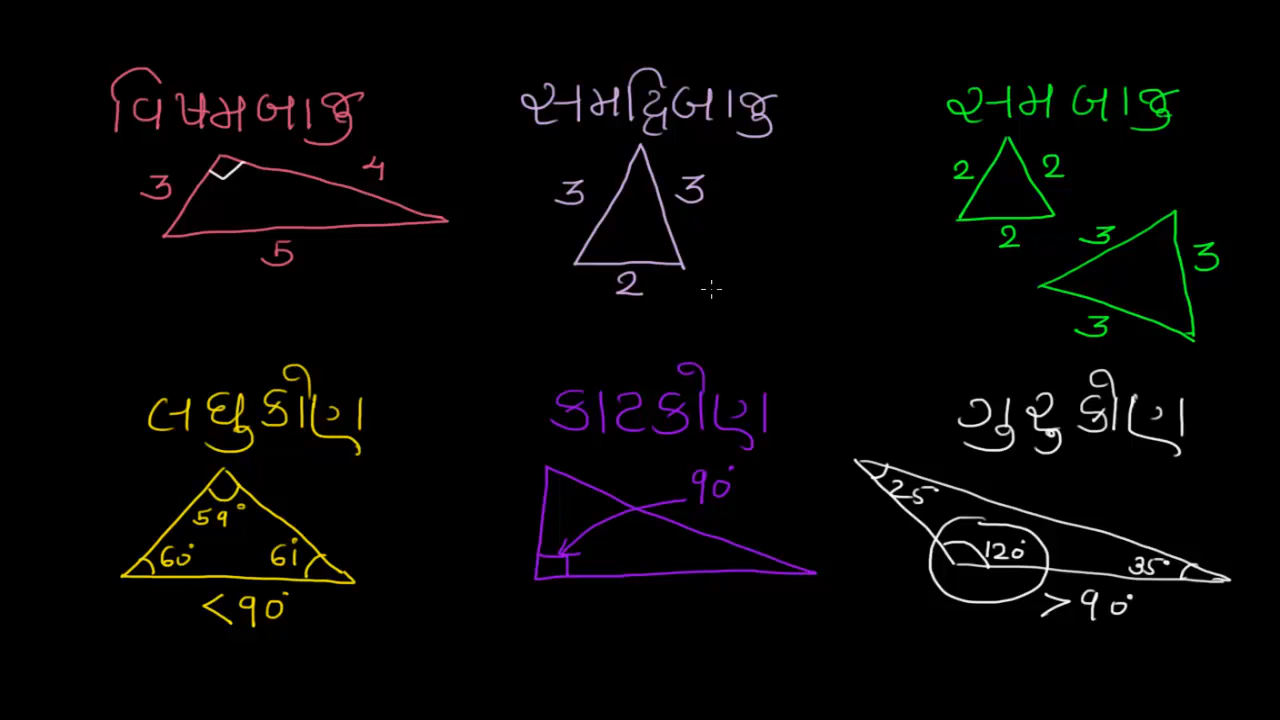 વિષમબાજુ
3 4
5
સમદ્વિબાજુ
3 3
2
સમબાજુ
2 2
2
3 3
3
લઘુકોણ
59°
60° 61°
<90°
કાટકોણ
90°
ગુરુકોણ
25°
120° 35°
>90°